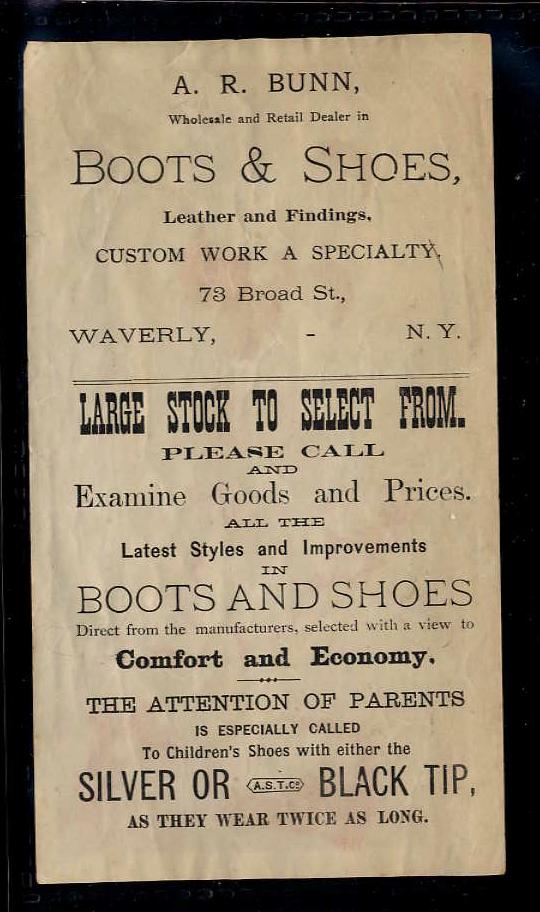 A. R. BUNN,
Wholesale and Retail Dealer in
BOOTS & SHOES,
Leather and Findings,
CUSTOM WORK A SPECIALTY,
73 Broad St.,
WAVERLY, - N. Y.
LARGE STOCK TO SELECT FROM.
PLEASE CALL
AND
Examine Goods and Prices.
ALL THE
Latest Styles and Improvements
IN
BOOTS AND SHOES
Direct from the manufacturers, selected with a view to
Comfort and Economy.
THE ATTENTION OF PARENTS
IS ESPECIALLY CALLED
To Children's Shoes with either the
SILVER OR A.S.T.Co BLACK TIP,
AS THEY WEAR TWICE AS LONG.